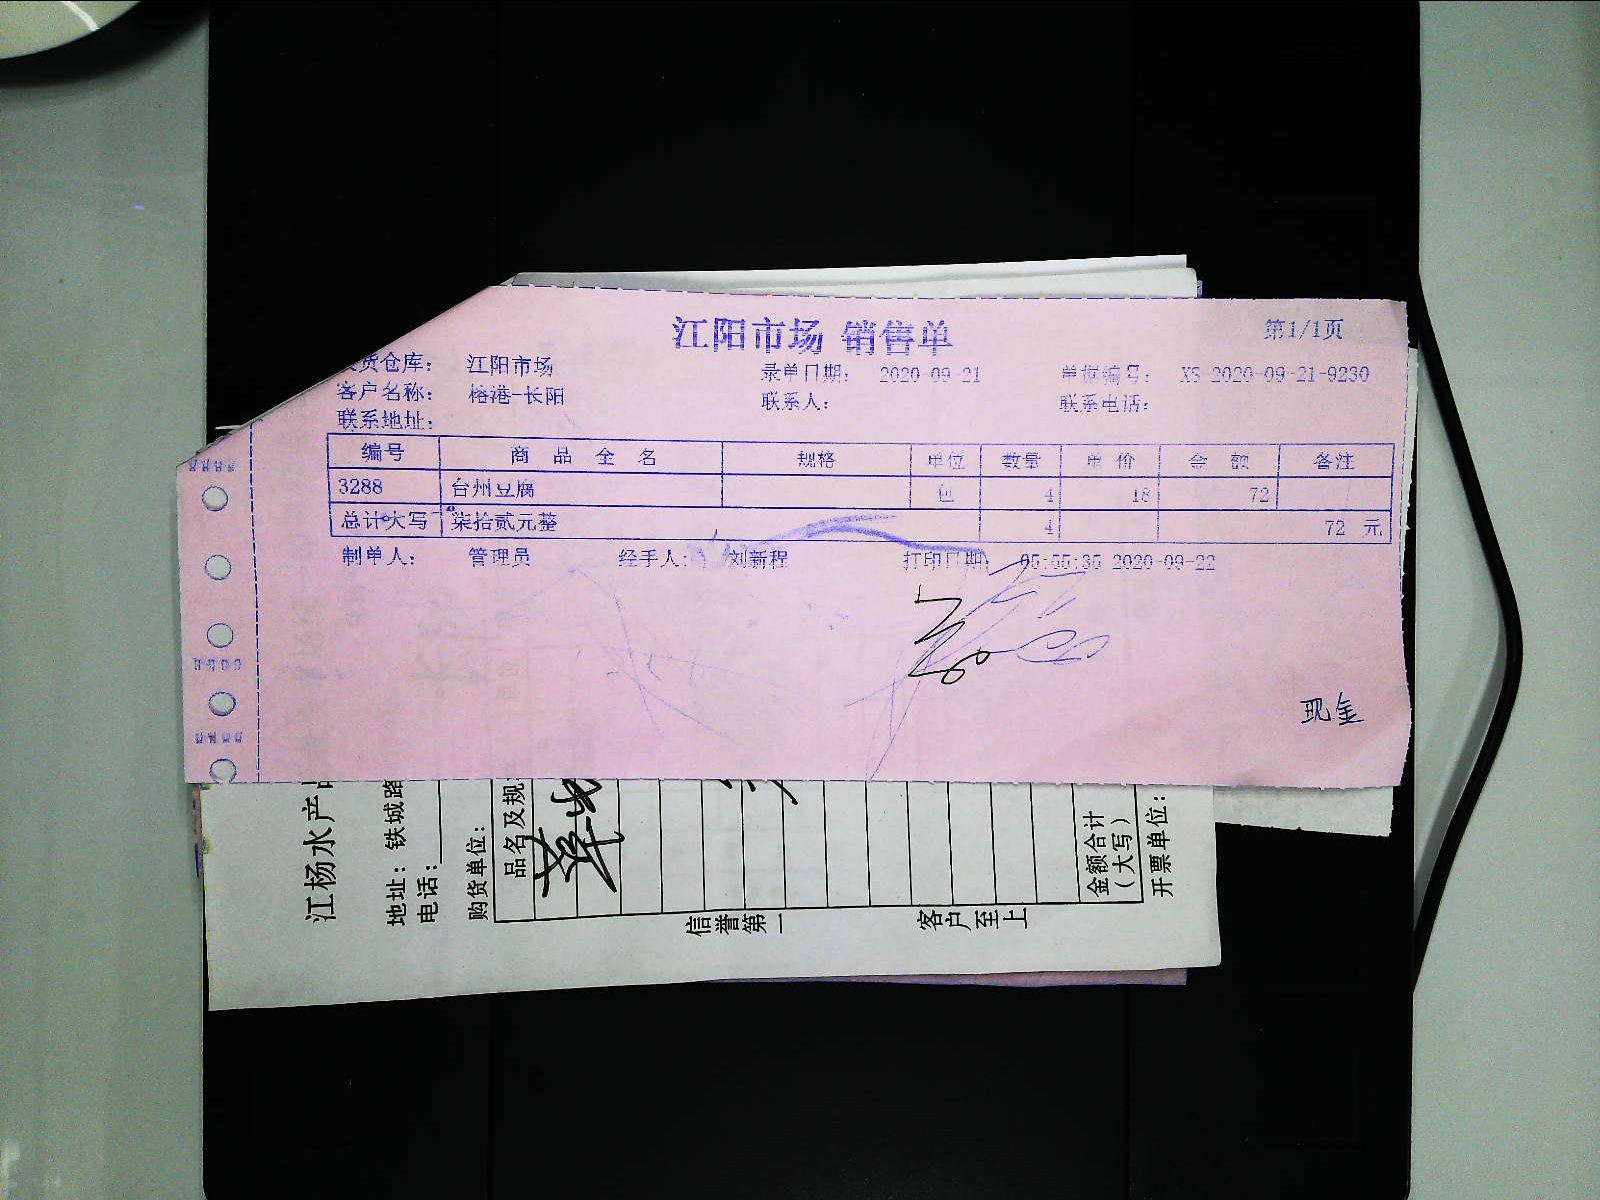 江阳市场 销售单
第1/1页
货仓库： 江阳市场 录单日期： 2020-09-21 单据编号： XS-2020-09-21-9230
客户名称： 榕港-长阳 联系人： 联系电话：
联系地址：
编号 商品全名 规格 单位 数量 单价 金额 备注
3288 台州豆腐 包 4 18 72
总计大写 柒拾贰元整 4 72 元
制单人： 管理员 经手人： 刘新程 打印日期： 05:55:35 2020-09-22
现金
江杨水产
地址：铁城路
电话：
购货单位：
品名及规
金额合计
（大写）
开票单位：
信誉第一
客户至上